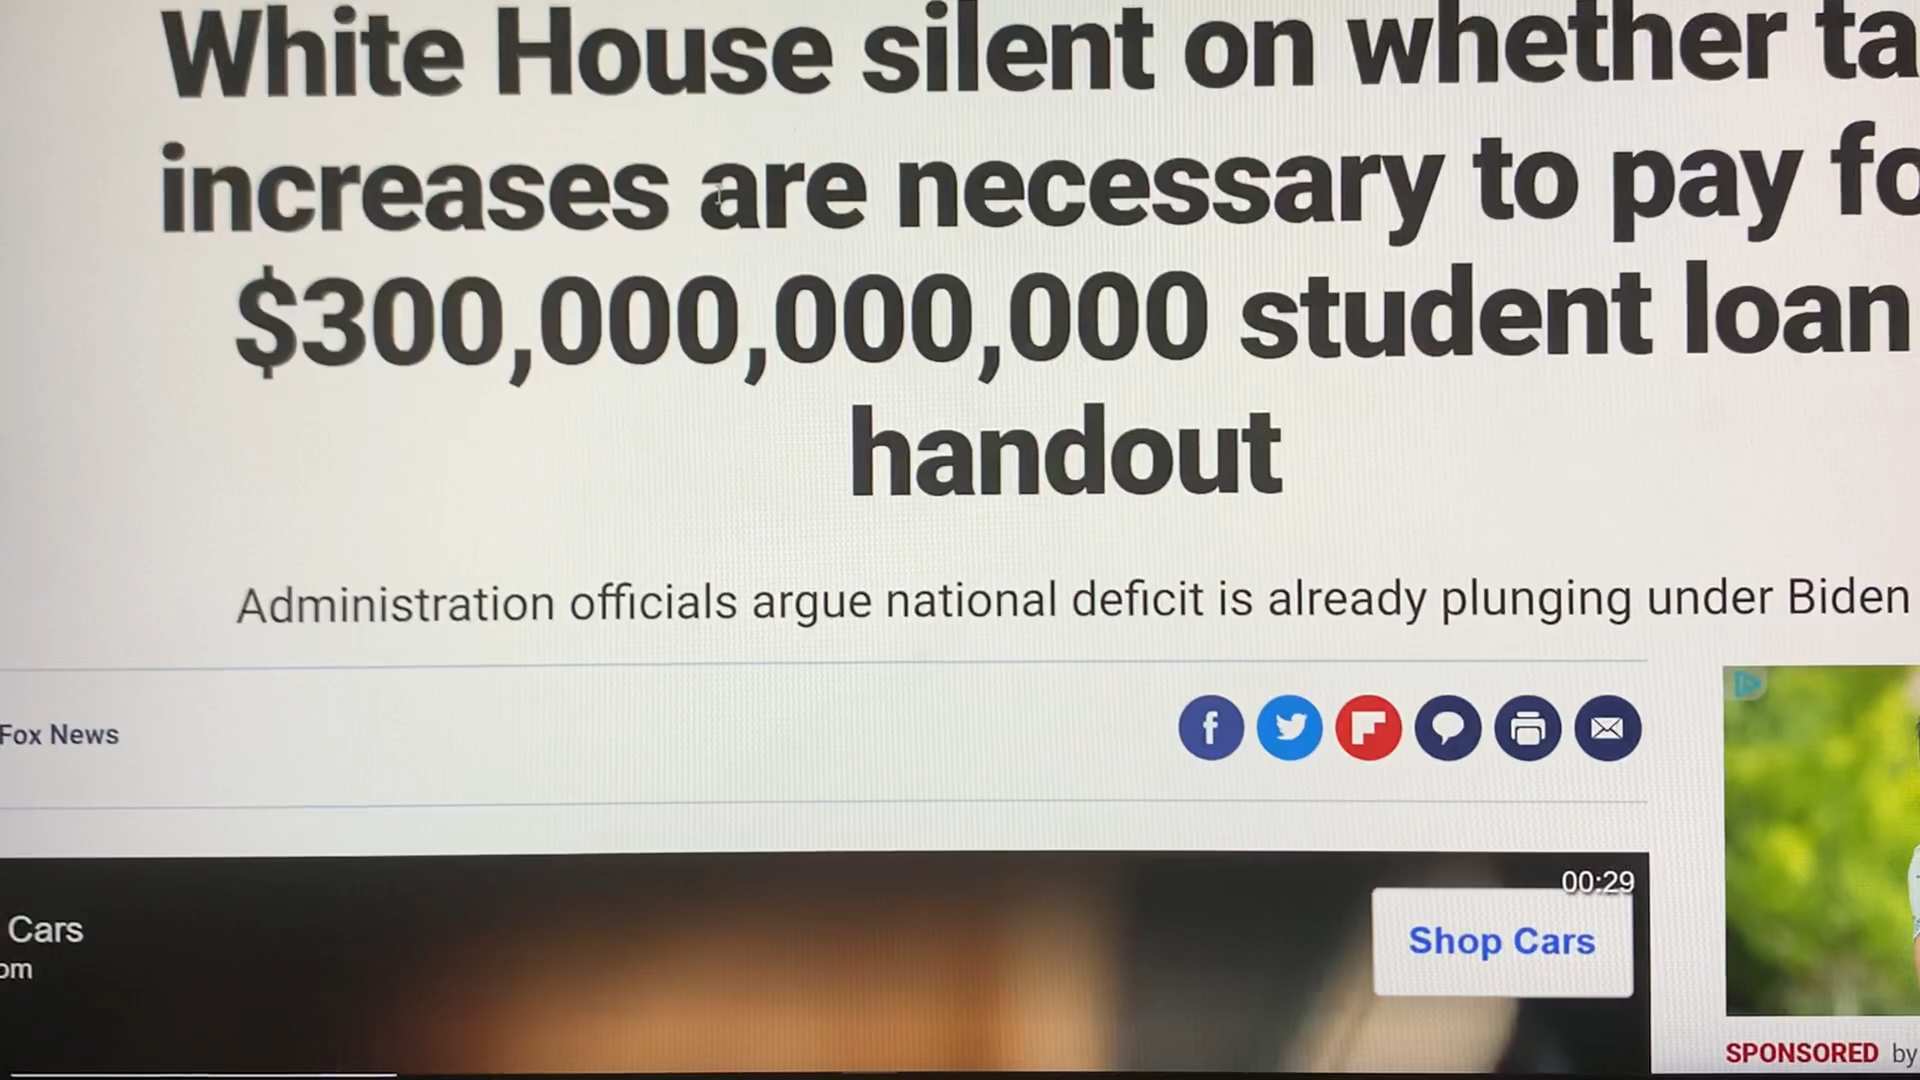 White House silent on whether ta
increases are necessary to pay fo
$300,000,000,000 student loan
handout
Administration officials argue national deficit is already plunging under Biden
Fox News
00:29
Cars
om
Shop Cars
SPONSORED by